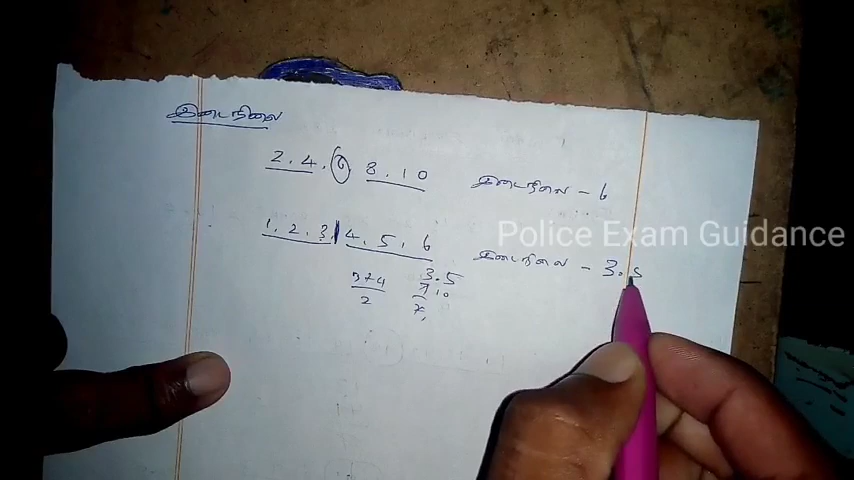 இடைநிலை
2. 4. 6 8. 10 இடைநிலை - 6
Police Exam Guidance
1. 2. 3. 4. 5. 6 இடைநிலை - 3.5
3+4 3.5
2 7 10